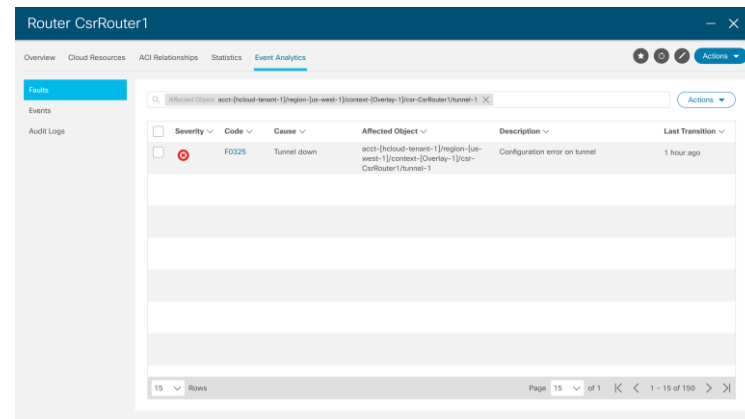 Router CsrRouter1
Overview Cloud Resources ACI Relationships Statistics Event Analytics Actions
Faults
Events
Audit Logs
Affected Object: acct-[hcloud-tenant-1]/region-[us-west-1]/context-[Overlay-1]/csr-CsrRouter1/tunnel-1
Actions
Severity Code Cause Affected Object Description Last Transition
F0325 Tunnel down acct-[hcloud-tenant-1]/region-[us-
west-1]/context-[Overlay-1]/csr-
CsrRouter1/tunnel-1
Configuration error on tunnel 1 hour ago
15 Rows Page 15 of 1 1 - 15 of 150